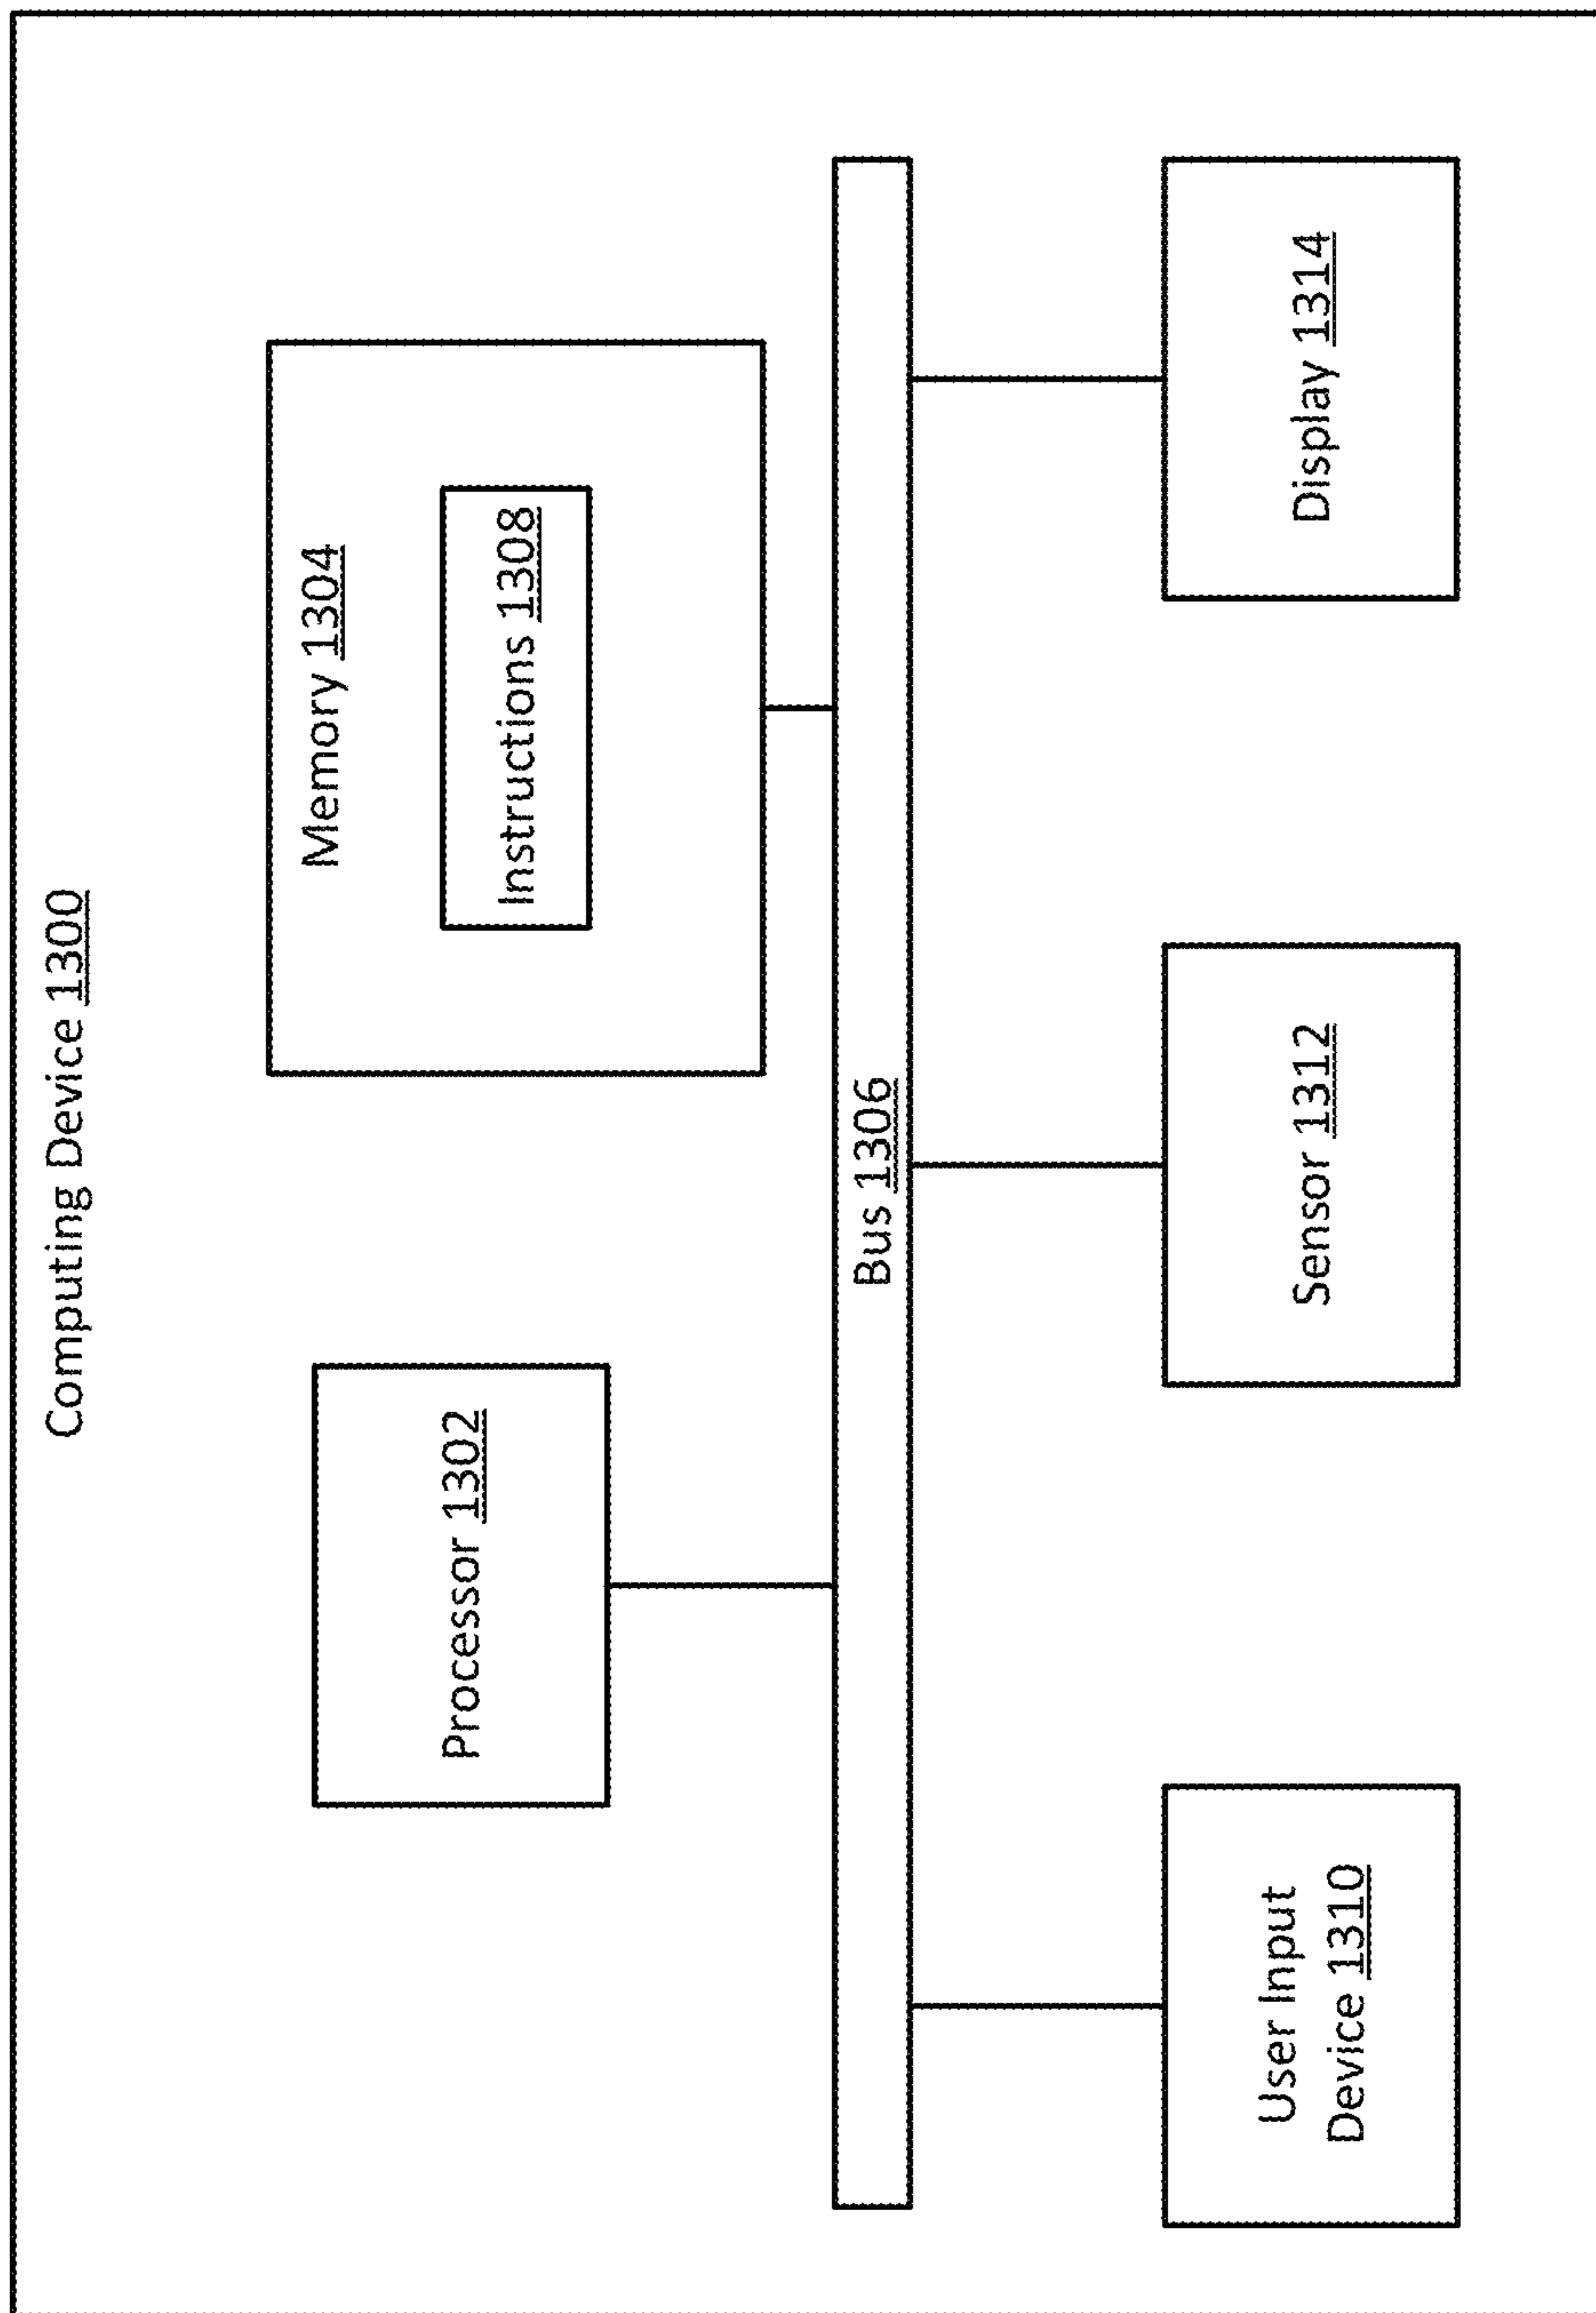 Computing Device 1300
Processor 1302
Memory 1304
Instructions 1308
Bus 1306
User Input
Device 1310
Sensor 1312
Display 1314